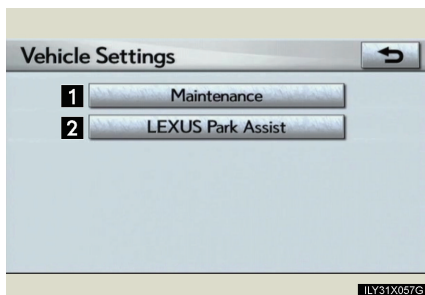 Vehicle Settings
1 Maintenance
2 LEXUS Park Assist
ILY31X057G